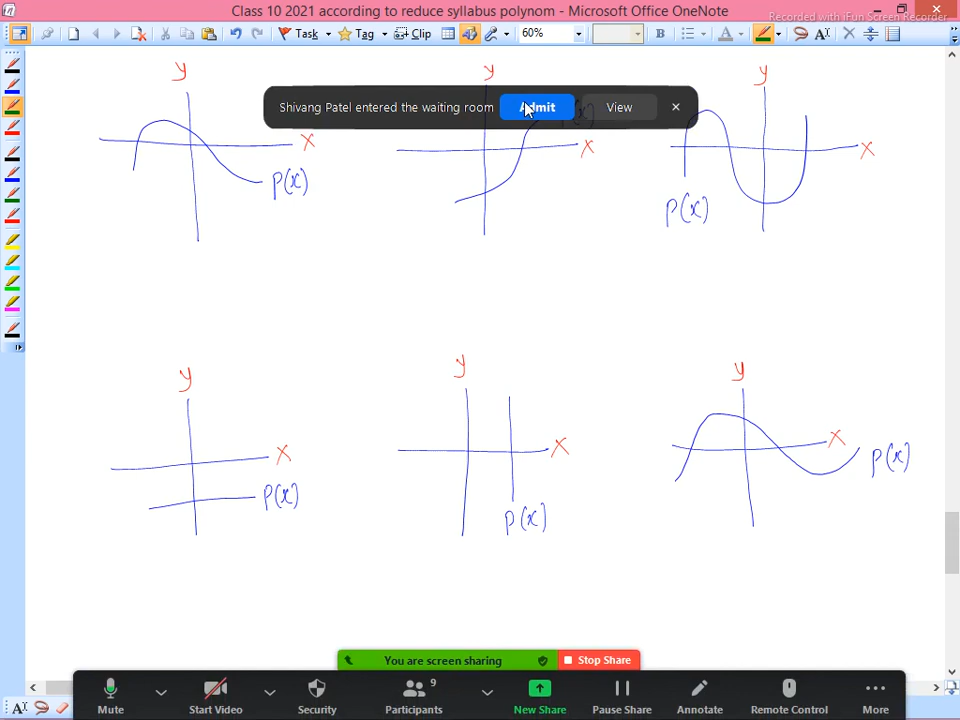 Class 10 2021 according to reduce syllabus polynom - Microsoft Office OneNote
Recorded with iFun Screen Recorder
Task Tag Clip 60% B A
y y y
Shivang Patel entered the waiting room Admit View
x x x
p(x) p(x)
y y y
x x x
p(x) p(x) p(x)
You are screen sharing Stop Share
9
Mute Start Video Security Participants New Share Pause Share Annotate Remote Control More